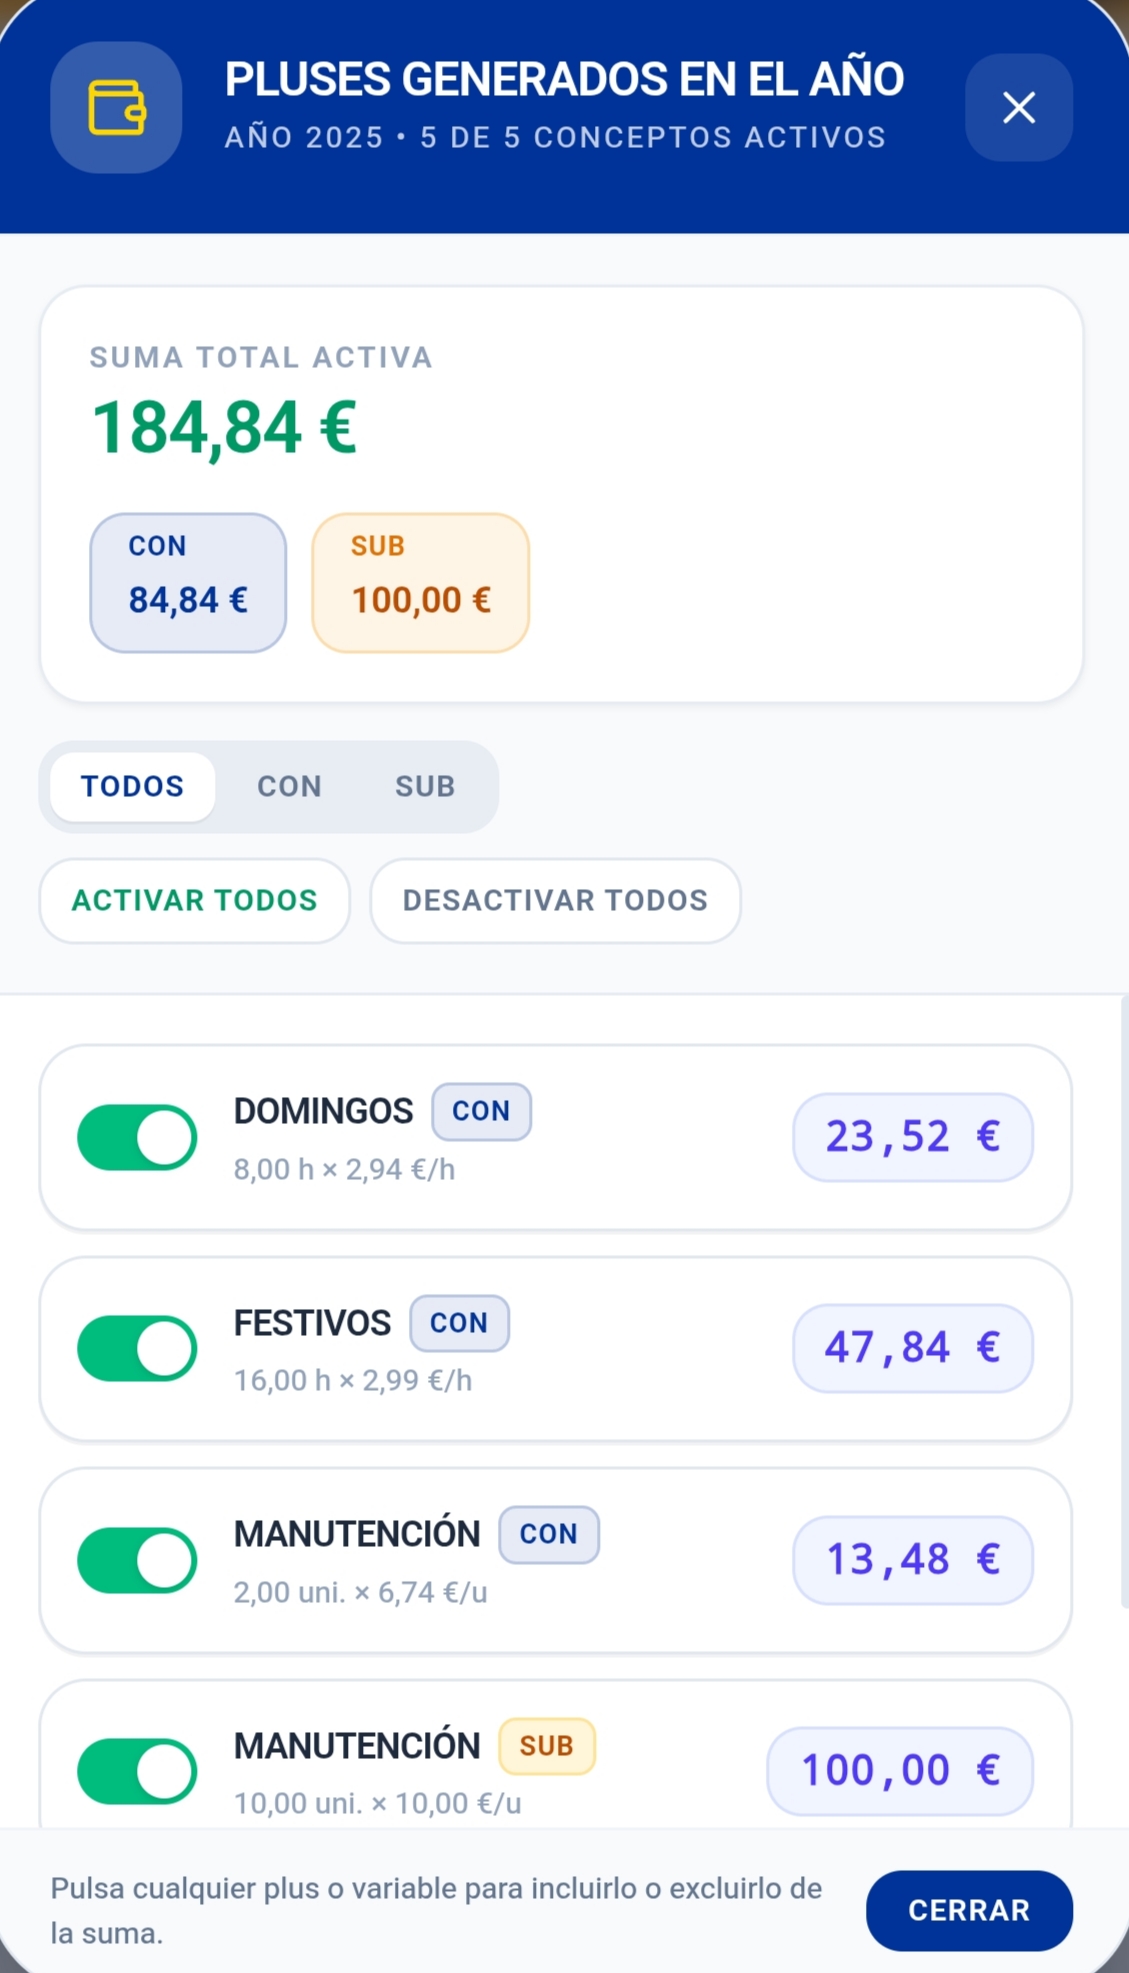 PLUSES GENERADOS EN EL AÑO
AÑO 2025 • 5 DE 5 CONCEPTOS ACTIVOS
SUMA TOTAL ACTIVA
184,84 €
CON
84,84 €
SUB
100,00 €
TODOS
CON
SUB
ACTIVAR TODOS
DESACTIVAR TODOS
DOMINGOS CON
8,00 h × 2,94 €/h
23,52 €
FESTIVOS CON
16,00 h × 2,99 €/h
47,84 €
MANUTENCIÓN CON
2,00 uni. × 6,74 €/u
13,48 €
MANUTENCIÓN SUB
10,00 uni. × 10,00 €/u
100,00 €
Pulsa cualquier plus o variable para incluirlo o excluirlo de
la suma.
CERRAR